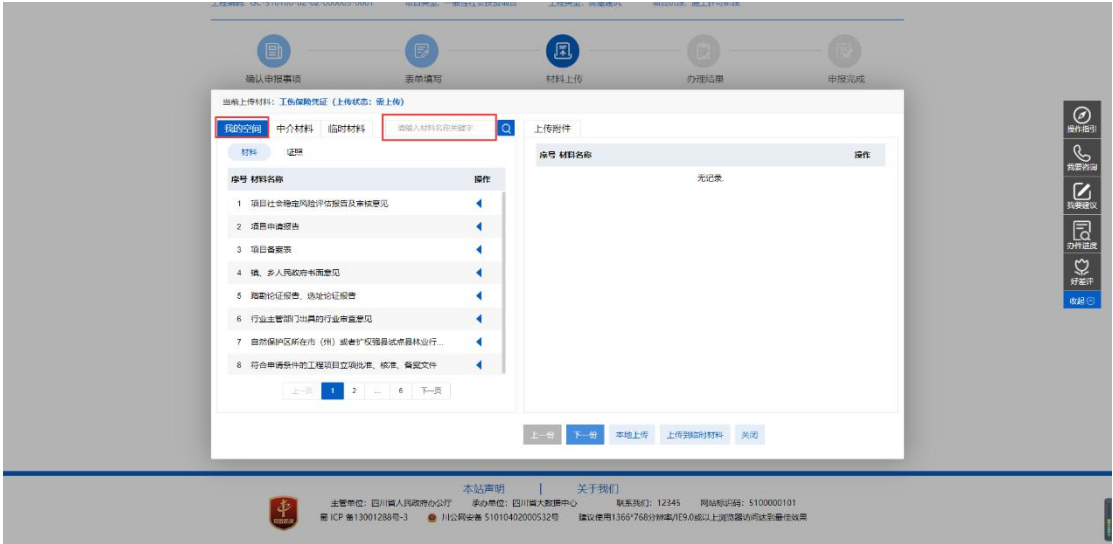 确认申报事项 表单填写 材料上传 办理结果 申报完成
当前上传材料：工伤保险凭证（上传状态：需上传）
我的空间 中介材料 临时材料 请输入材料名称关键字 上传附件
材料 证照
序号 材料名称 操作 序号 材料名称 操作
无记录.
1 项目社会稳定风险评估报告及审核意见
2 项目申请报告
3 项目备案表
4 镇、乡人民政府书面意见
5 踏勘论证报告、选址论证报告
6 行业主管部门出具的行业审查意见
7 自然保护区所在市（州）或者扩权强县试点县林业行...
8 符合申请条件的工程项目立项批准、核准、备案文件
上一页 1 2 ... 6 下一页
上一份 下一份 本地上传 上传到临时材料 关闭
操作指引
我要咨询
我要建议
办件进度
好差评
收起
本站声明 | 关于我们
主管单位：四川省人民政府办公厅 承办单位：四川省大数据中心 联系我们：12345 网站标识码：5100000101
蜀 ICP 备13001288号-3 川公网安备 51010402000532号 建议使用1366*768分辨率/IE9.0或以上浏览器访问达到最佳效果